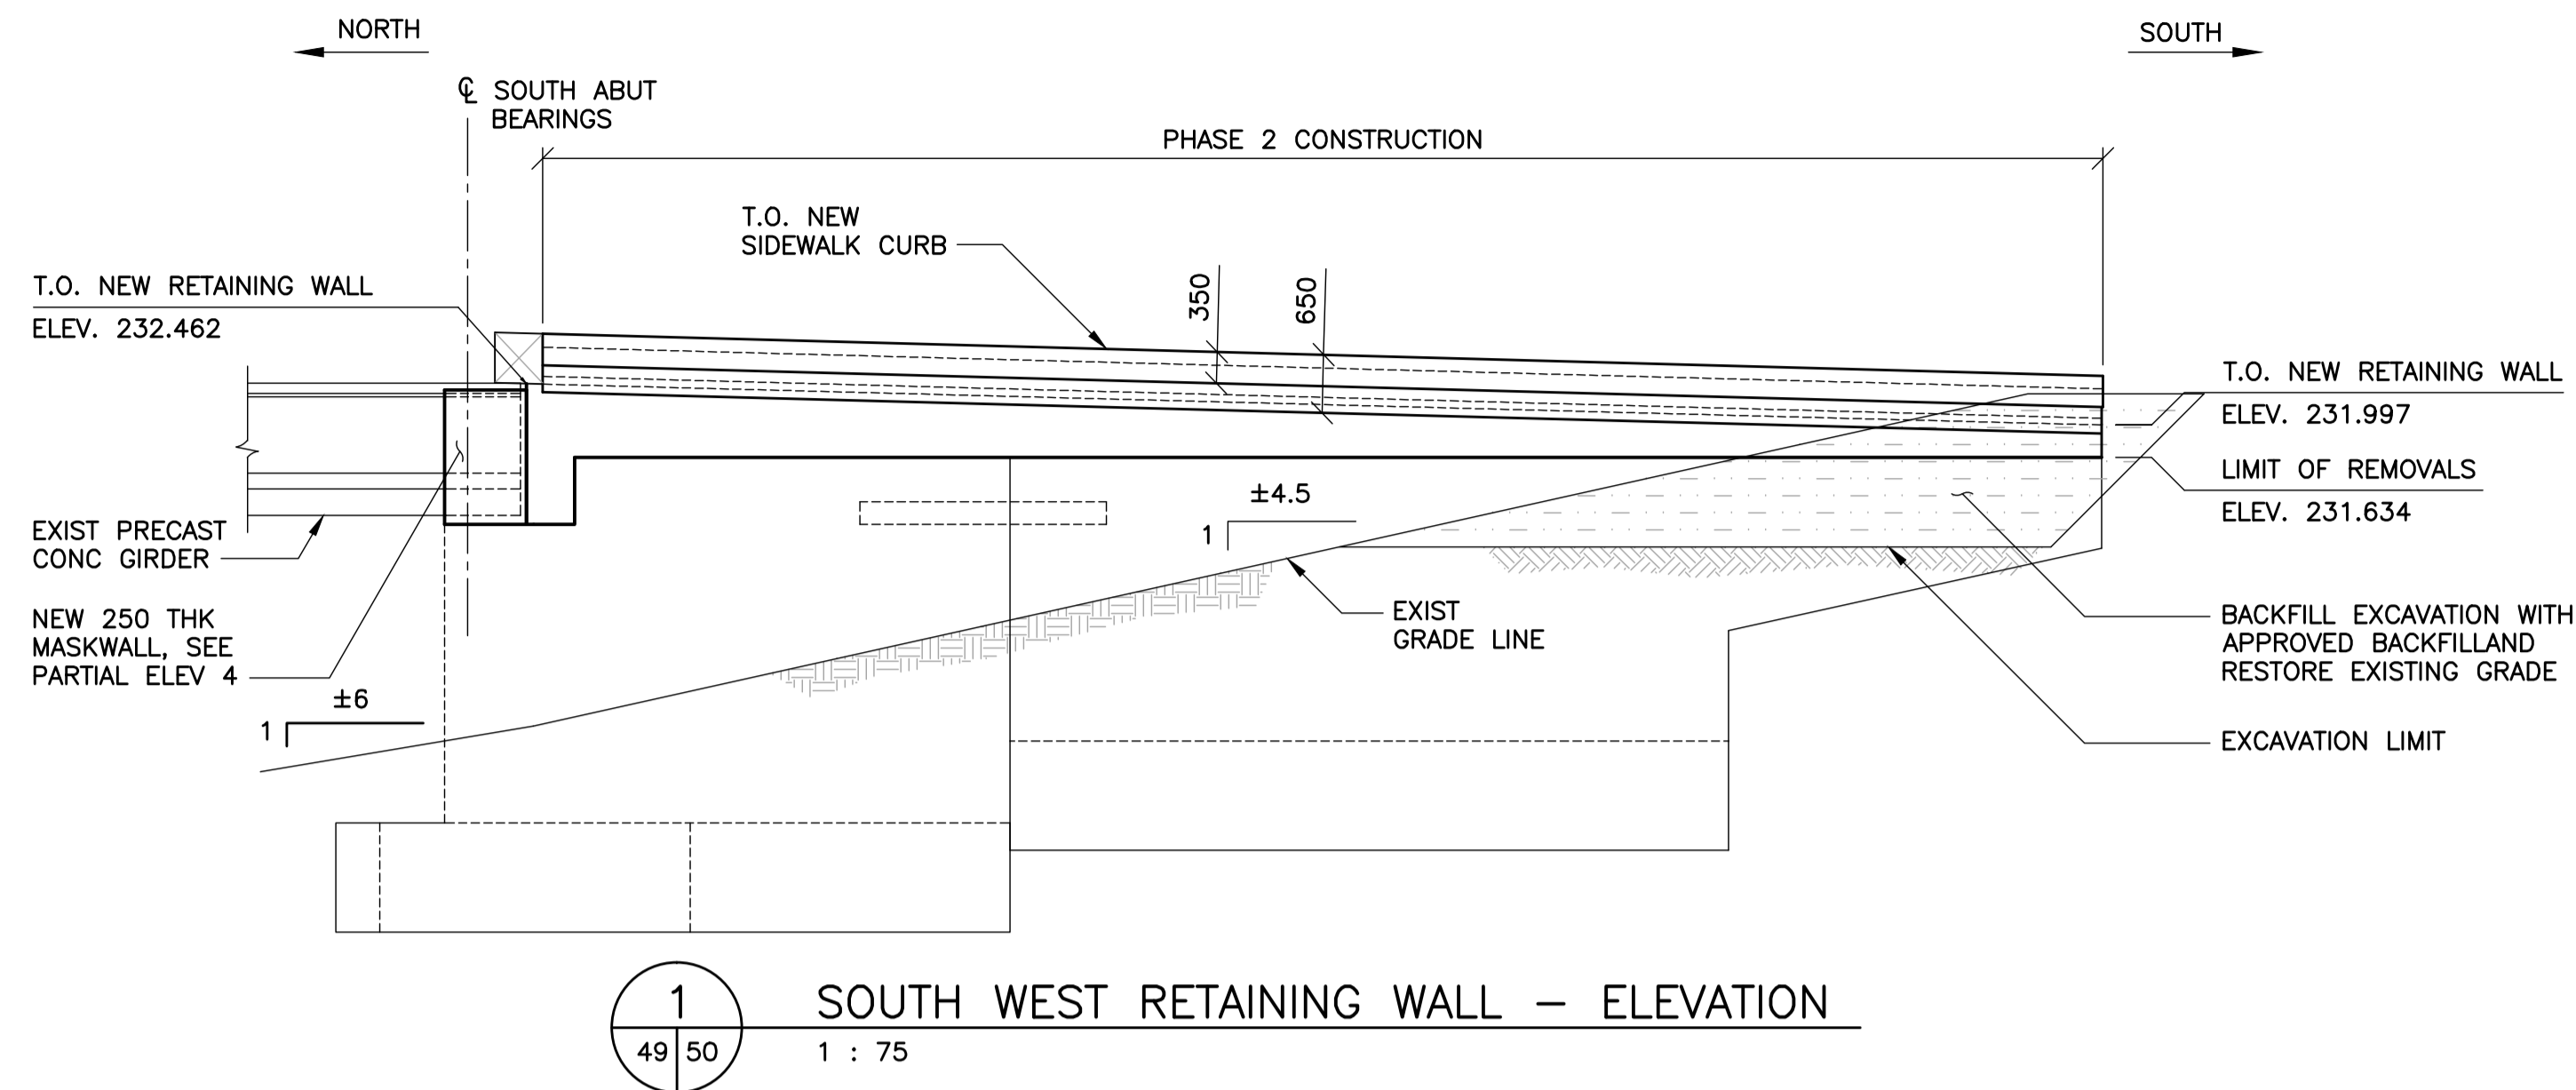 NORTH
SOUTH
℄ SOUTH ABUT
BEARINGS
PHASE 2 CONSTRUCTION
T.O. NEW
SIDEWALK CURB
T.O. NEW RETAINING WALL
ELEV. 232.462
350
650
T.O. NEW RETAINING WALL
ELEV. 231.997
LIMIT OF REMOVALS
ELEV. 231.634
±4.5
1
EXIST PRECAST
CONC GIRDER
NEW 250 THK
MASKWALL, SEE
PARTIAL ELEV 4
±6
1
EXIST
GRADE LINE
BACKFILL EXCAVATION WITH
APPROVED BACKFILLAND
RESTORE EXISTING GRADE
EXCAVATION LIMIT
1
49 50
SOUTH WEST RETAINING WALL – ELEVATION
1 : 75